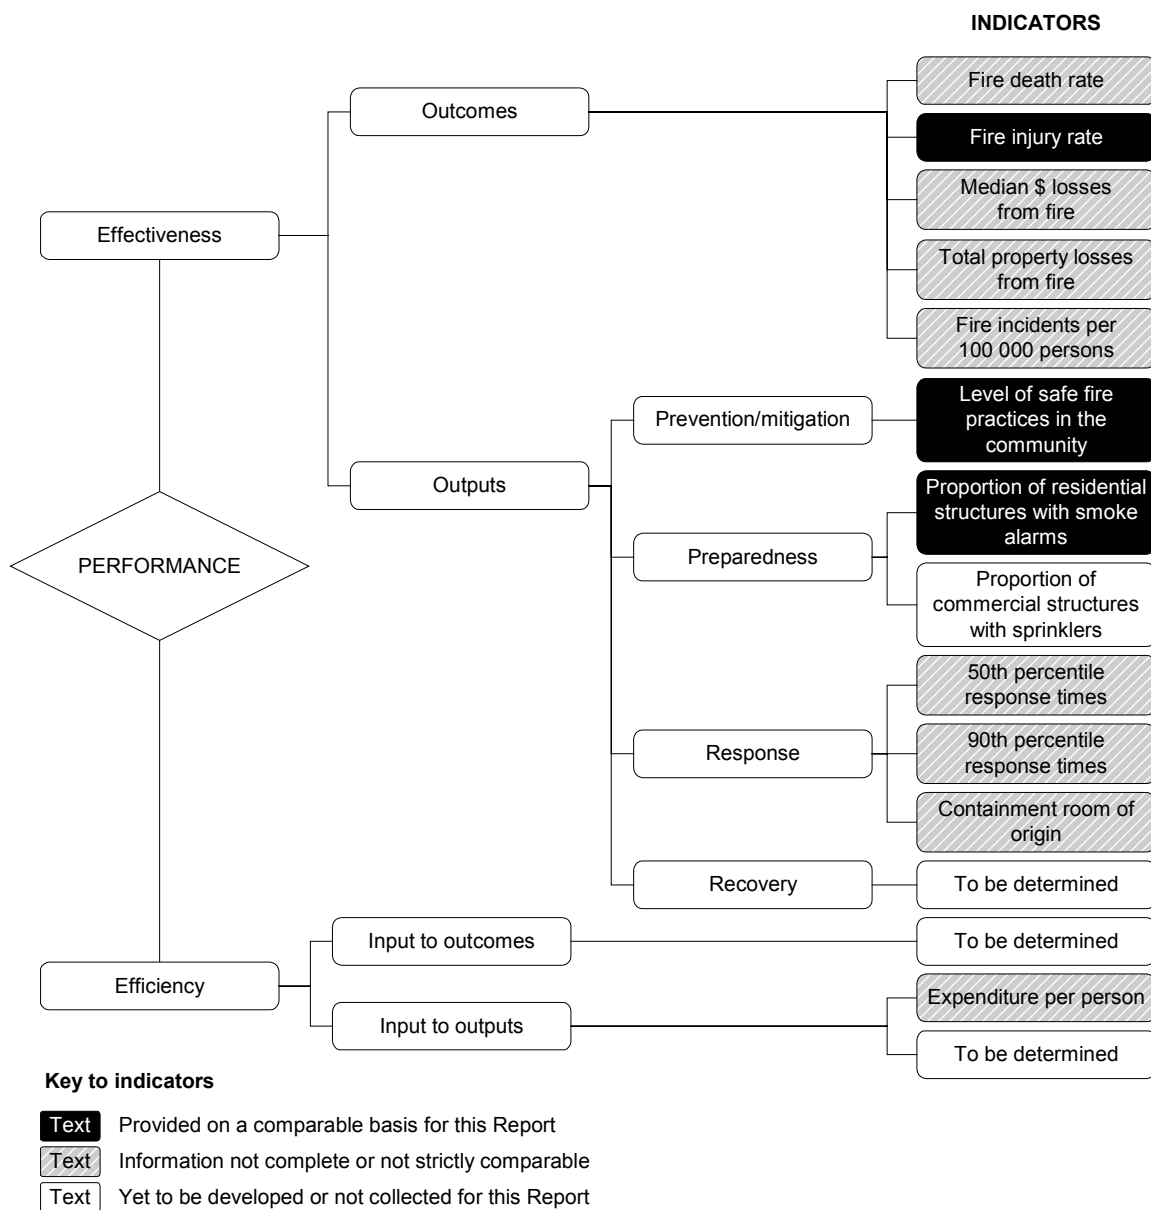 INDICATORS
Fire death rate
Outcomes
Fire injury rate
Median $ losses
from fire
Effectiveness
Total property losses
from fire
Fire incidents per
100 000 persons
Level of safe fire
practices in the
community
Prevention/mitigation
Outputs
Proportion of residential
structures with smoke
alarms
Preparedness
PERFORMANCE
Proportion of
commercial structures
with sprinklers
50th percentile
response times
Response
90th percentile
response times
Containment room of
origin
Recovery
To be determined
Input to outcomes
To be determined
Efficiency
Expenditure per person
Input to outputs
To be determined
Key to indicators
Text Provided on a comparable basis for this Report
Text Information not complete or not strictly comparable
Text Yet to be developed or not collected for this Report